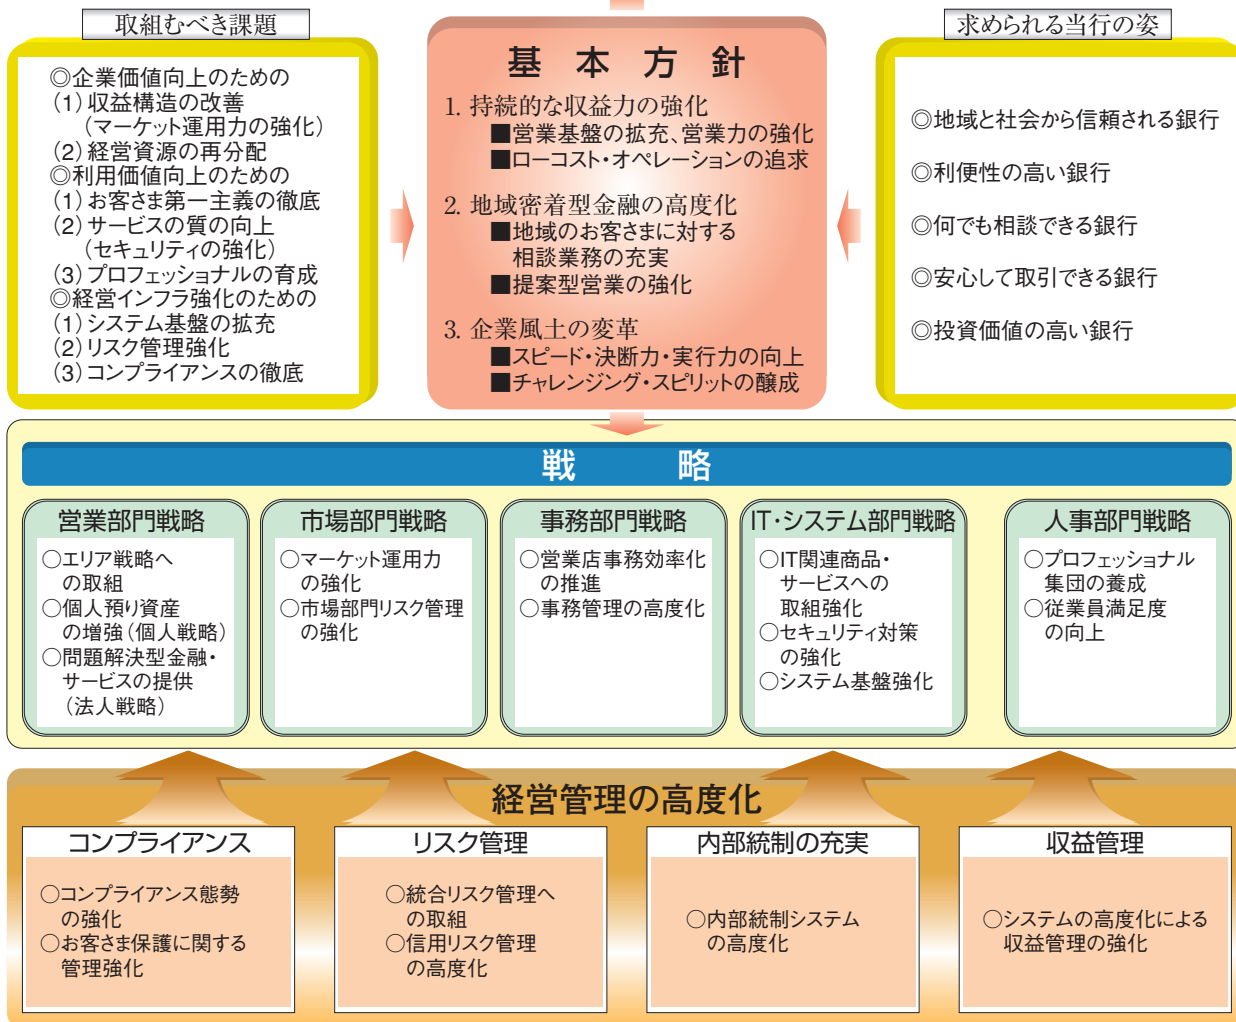 取組むべき課題
◎企業価値向上のための
(1)収益構造の改善
(マーケット運用力の強化)
(2)経営資源の再分配
◎利用価値向上のための
(1)お客さま第一主義の徹底
(2)サービスの質の向上
(セキュリティの強化)
(3)プロフェッショナルの育成
◎経営インフラ強化のための
(1)システム基盤の拡充
(2)リスク管理強化
(3)コンプライアンスの徹底
基本方針
1. 持続的な収益力の強化
■営業基盤の拡充、営業力の強化
■ローコスト・オペレーションの追求
2. 地域密着型金融の高度化
■地域のお客さまに対する
相談業務の充実
■提案型営業の強化
3. 企業風土の変革
■スピード・決断力・実行力の向上
■チャレンジング・スピリットの醸成
求められる当行の姿
◎地域と社会から信頼される銀行
◎利便性の高い銀行
◎何でも相談できる銀行
◎安心して取引できる銀行
◎投資価値の高い銀行
戦略
営業部門戦略
○エリア戦略へ
の取組
○個人預り資産
の増強(個人戦略)
○問題解決型金融・
サービスの提供
(法人戦略)
市場部門戦略
○マーケット運用力
の強化
○市場部門リスク管理
の強化
事務部門戦略
○営業店事務効率化
の推進
○事務管理の高度化
IT・システム部門戦略
○IT関連商品・
サービスへの
取組強化
○セキュリティ対策
の強化
○システム基盤強化
人事部門戦略
○プロフェッショナル
集団の養成
○従業員満足度
の向上
経営管理の高度化
コンプライアンス
○コンプライアンス態勢
の強化
○お客さま保護に関する
管理強化
リスク管理
○統合リスク管理へ
の取組
○信用リスク管理
の高度化
内部統制の充実
○内部統制システム
の高度化
収益管理
○システムの高度化による
収益管理の強化